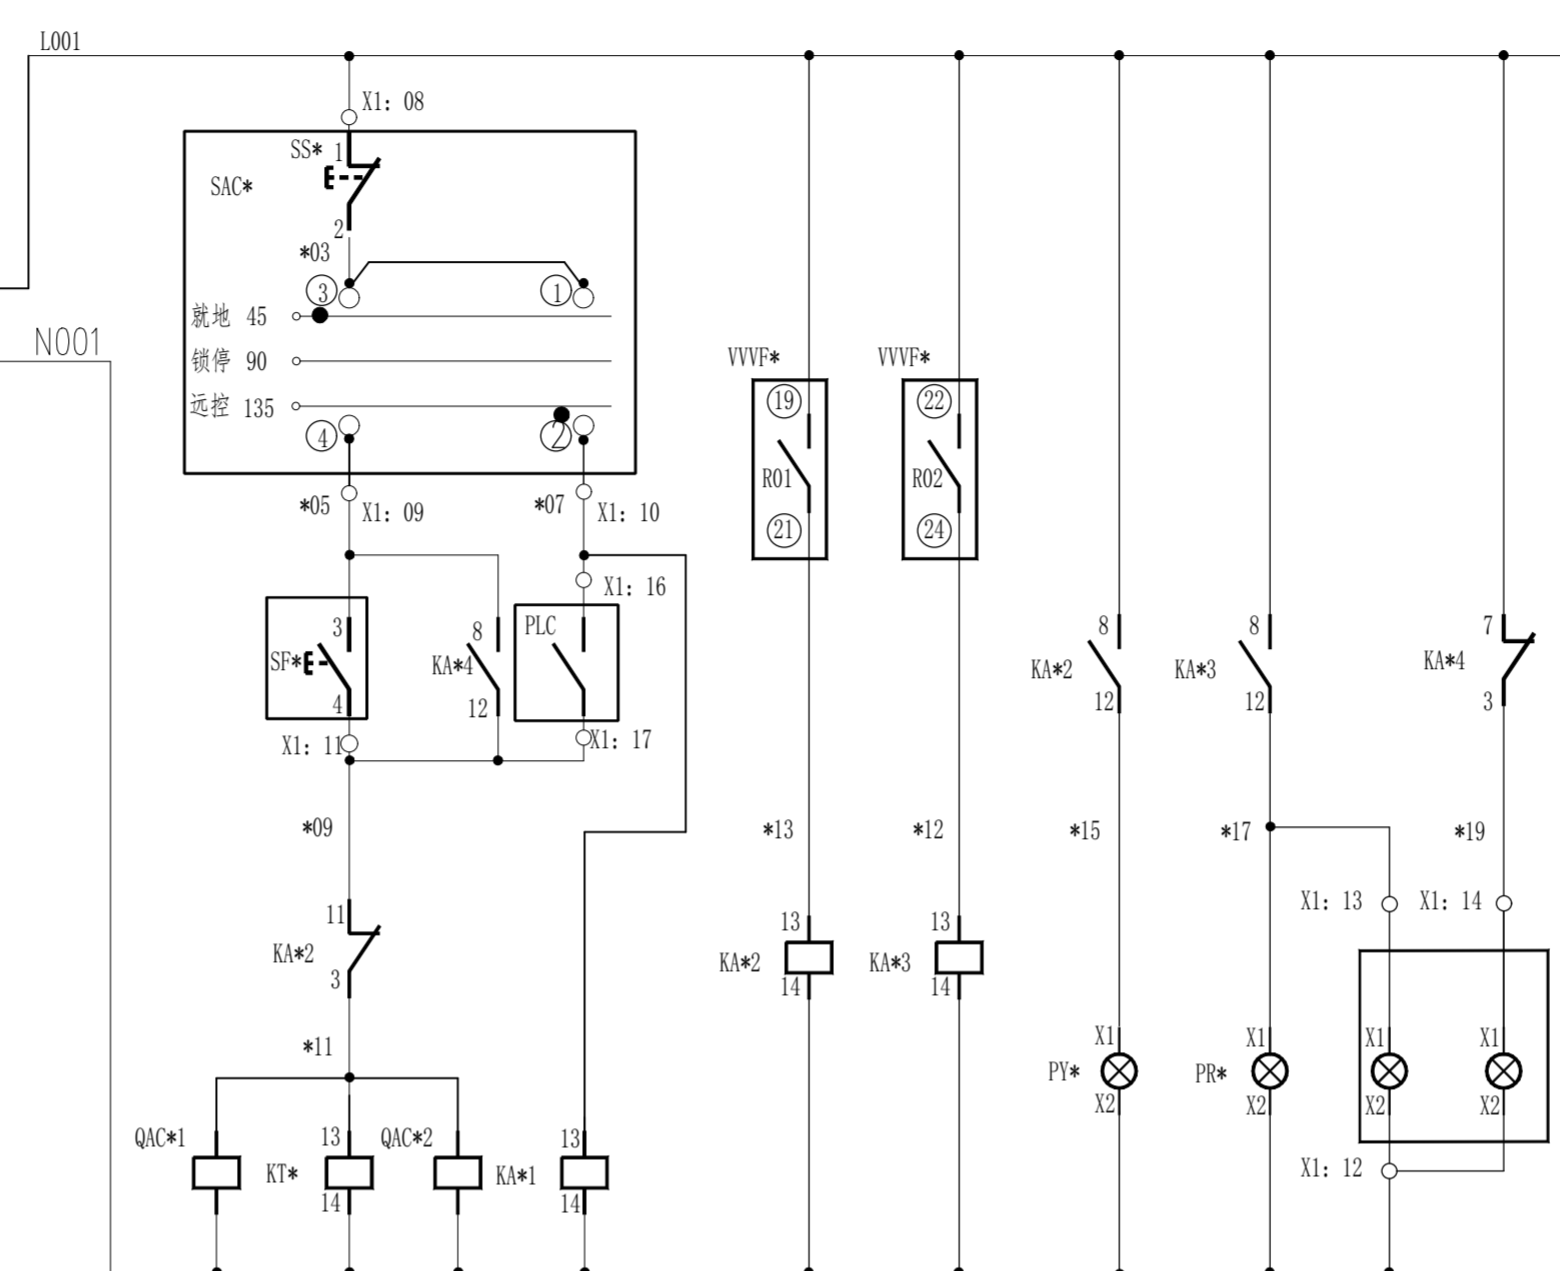 L001
X1: 08
SS* 1
SAC*
2
*03
3
1
就地 45
N001
锁停 90
远控 135
4
2
*05
X1: 09
*07
X1: 10
X1: 16
3
SF*
4
8
KA*4
12
PLC
X1: 11
X1: 17
*09
11
KA*2
3
*11
QAC*1
13
KT*
14
QAC*2
13
KA*1
14
VVVF*
19
R01
21
*13
13
KA*2
14
VVVF*
22
R02
24
*12
13
KA*3
14
8
KA*2
12
*15
X1
PY*
X2
8
KA*3
12
*17
X1
PR*
X2
7
KA*4
3
*19
X1: 13
X1: 14
X1
X2
X1
X2
X1: 12